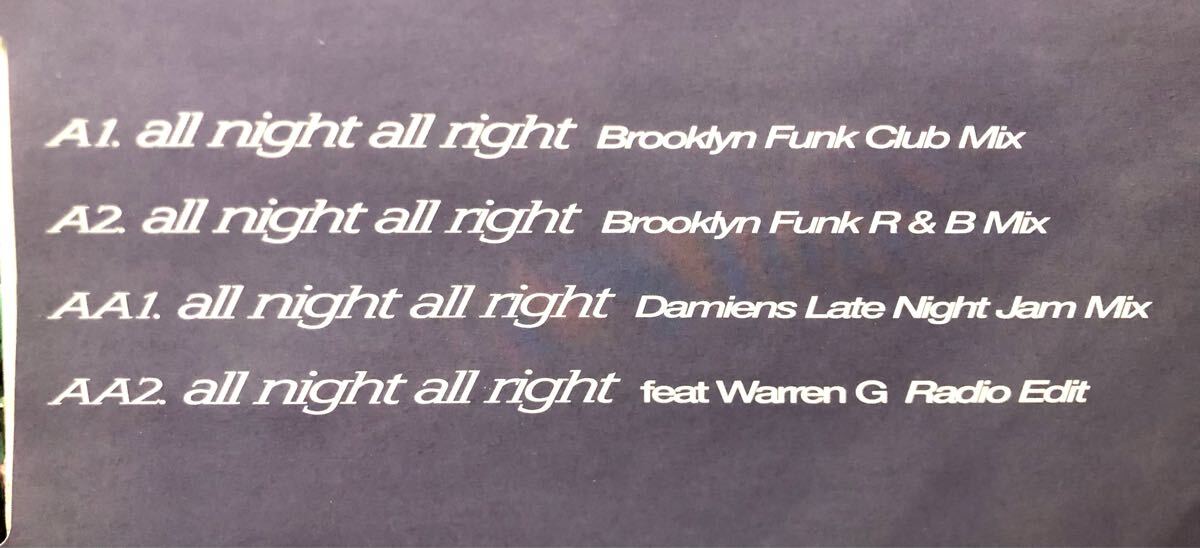 A1. all night all right Brooklyn Funk Club Mix
A2. all night all right Brooklyn Funk R & B Mix
AA1. all night all right Damiens Late Night Jam Mix
AA2. all night all right feat Warren G Radio Edit